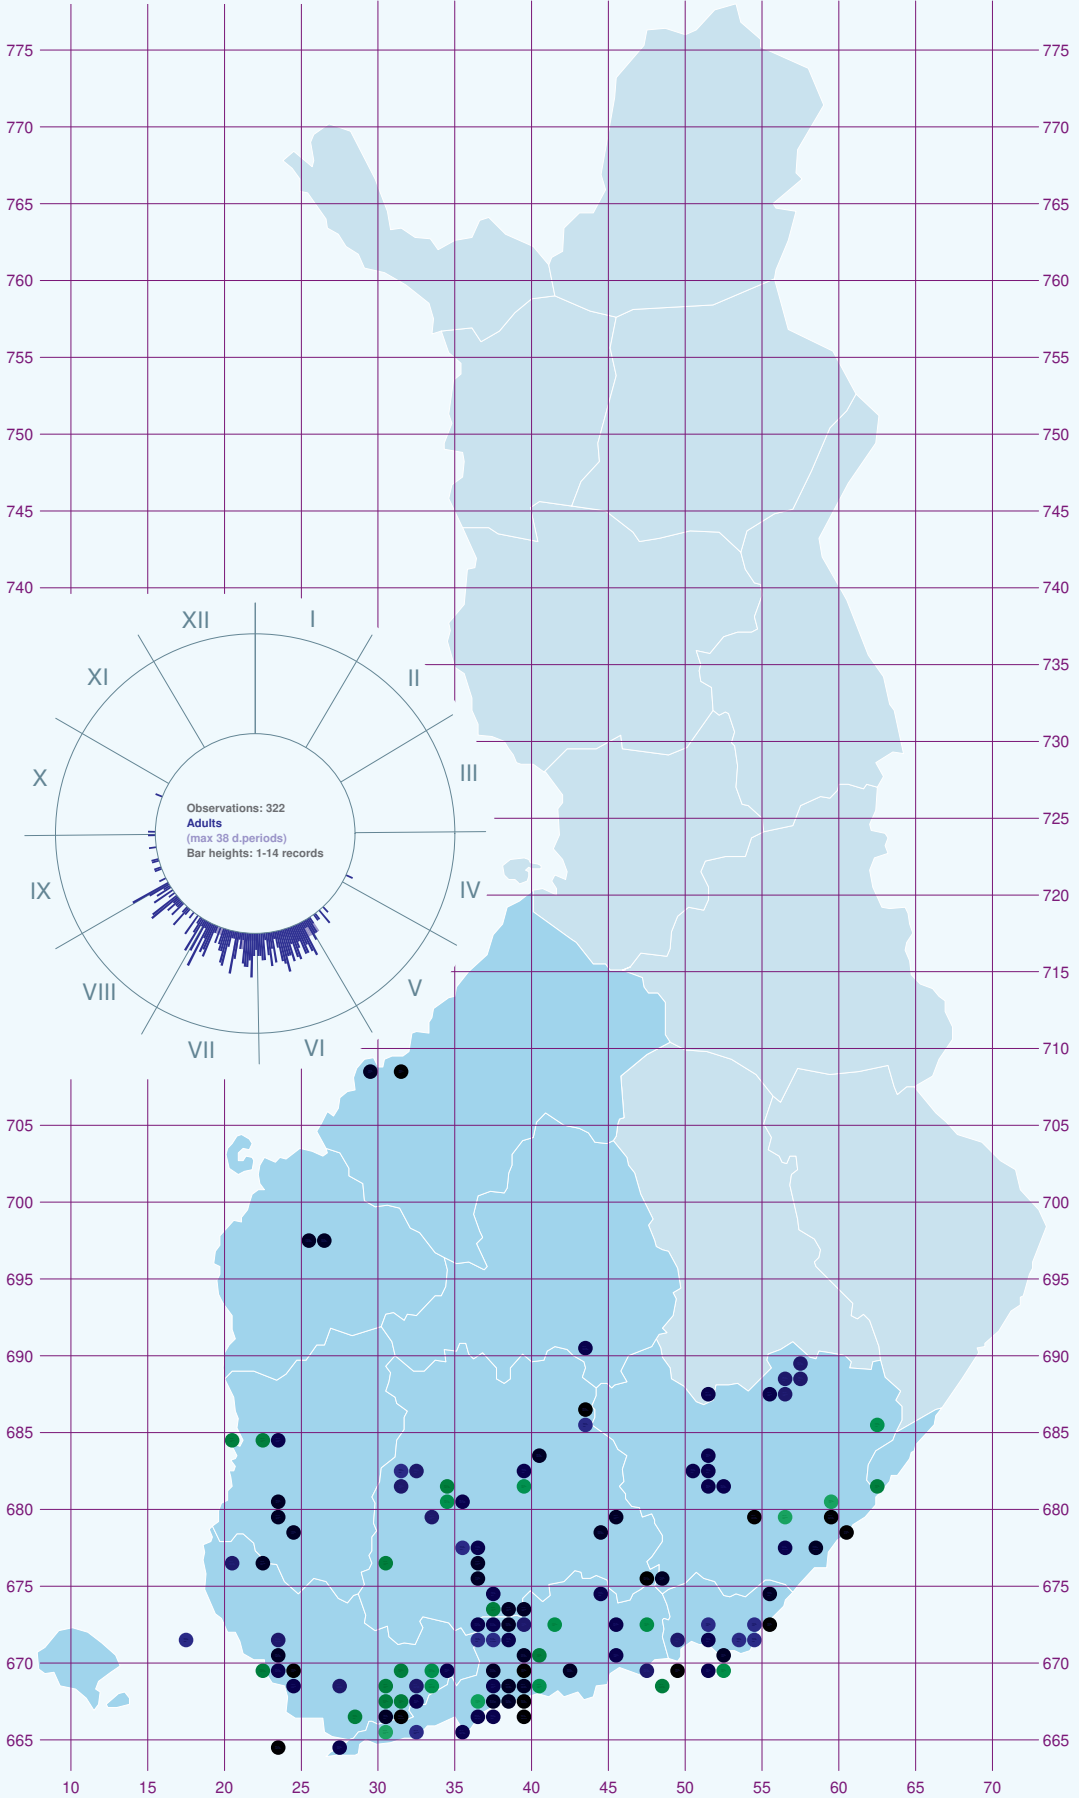 775 775
770 770
765 765
760 760
755 755
750 750
745 745
740 740
XII I
XI II
735
730 730
X III
Observations: 322
Adults
(max 38 d.periods)
Bar heights: 1-14 records
725
IX IV
720
VIII V
715
VII VI
710
705 705
700 700
695 695
690 690
685 685
680 680
675 675
670 670
665 665
10 15 20 25 30 35 40 45 50 55 60 65 70